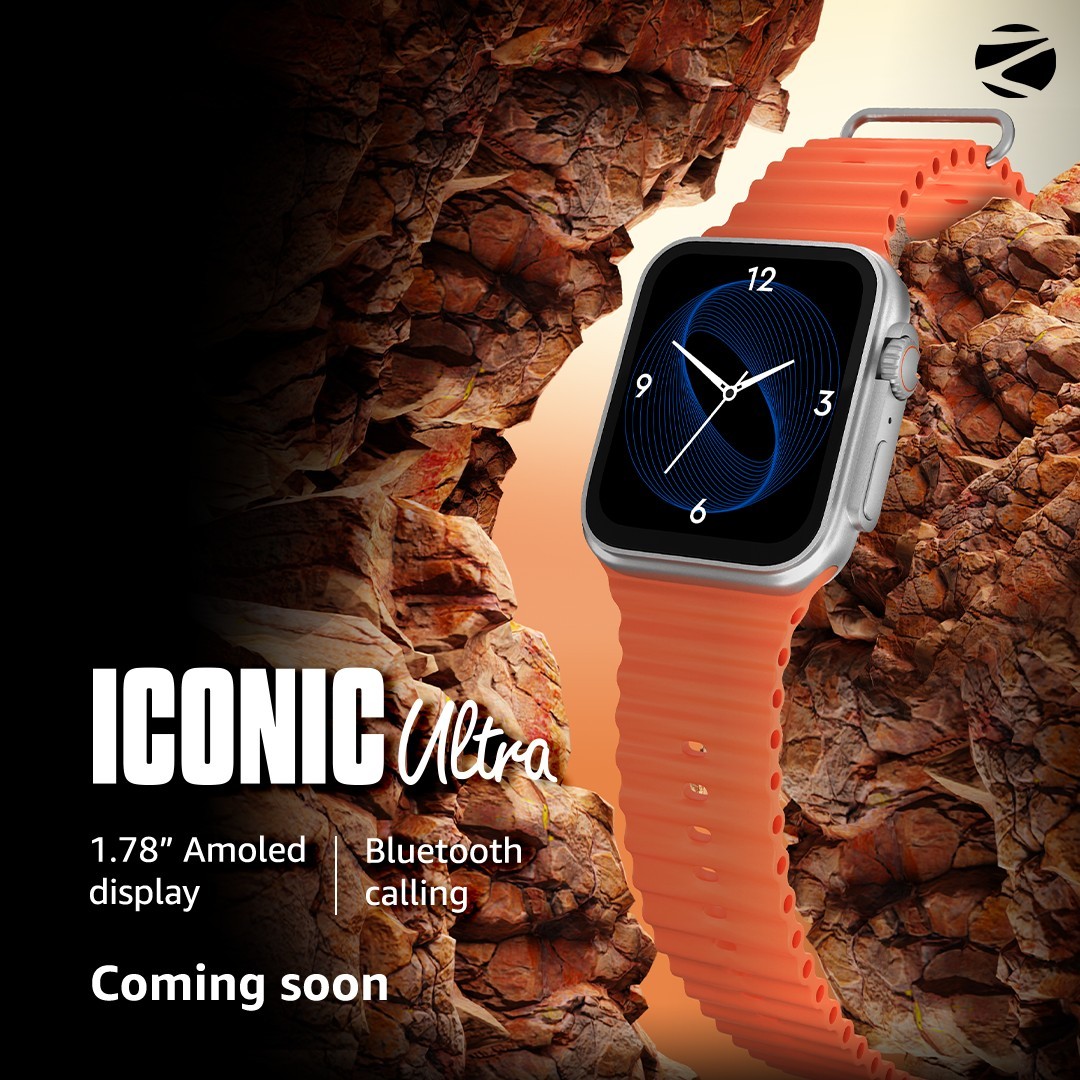 12
9
3
6
ICONIC Ultra
1.78” Amoled
display
Bluetooth
calling
Coming soon